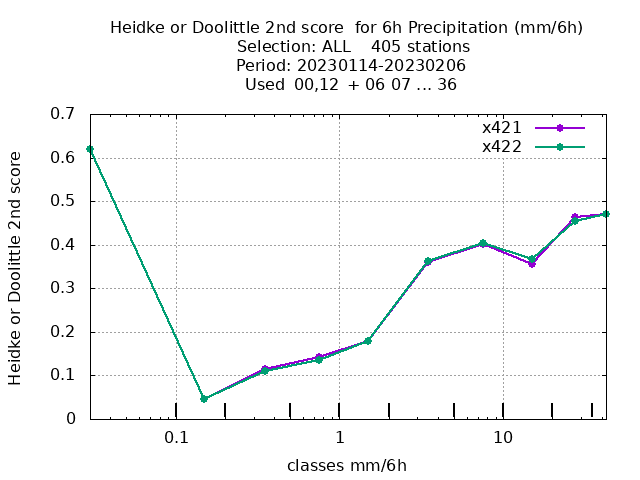 Heidke or Doolittle 2nd score  for 6h Precipitation (mm/6h)
Selection: ALL    405 stations
Period: 20230114-20230206
Used  00,12  + 06 07 ... 36
x421
x422
0.7
0.6
0.5
0.4
0.3
0.2
0.1
0
Heidke or Doolittle 2nd score
0.1 1 10
classes mm/6h